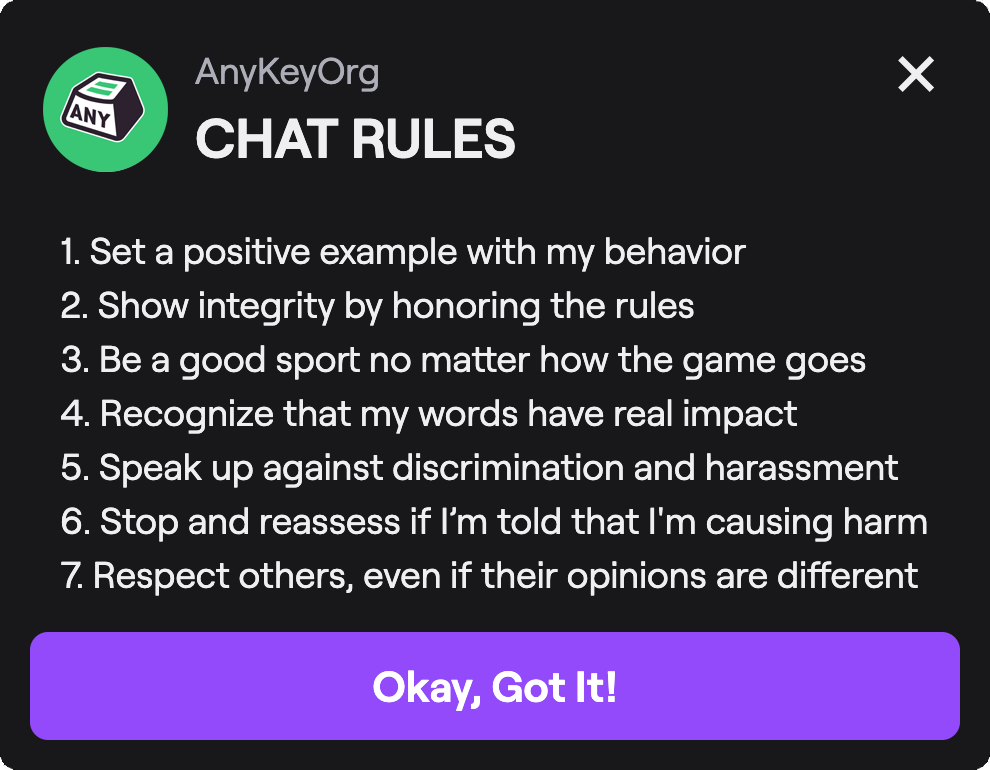 AnyKeyOrg
CHAT RULES
ANY
1. Set a positive example with my behavior
2. Show integrity by honoring the rules
3. Be a good sport no matter how the game goes
4. Recognize that my words have real impact
5. Speak up against discrimination and harassment
6. Stop and reassess if I’m told that I'm causing harm
7. Respect others, even if their opinions are different
Okay, Got It!